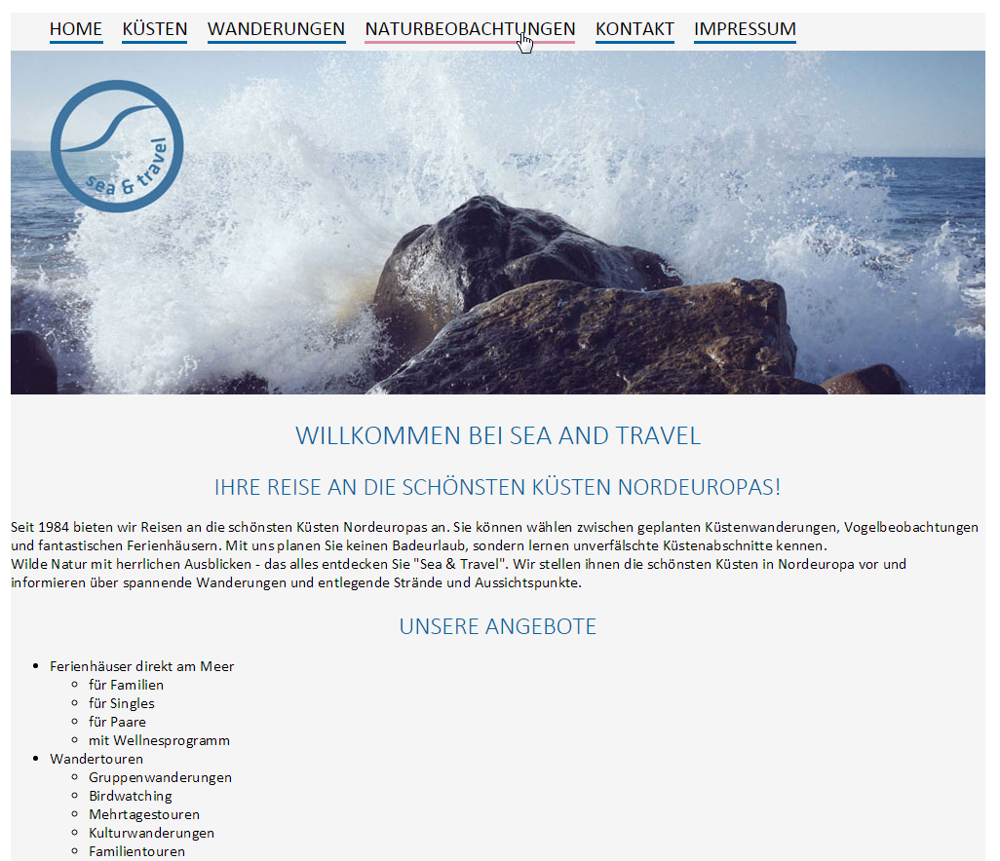 HOME KÜSTEN WANDERUNGEN NATURBEOBACHTUNGEN KONTAKT IMPRESSUM
sea & travel
WILLKOMMEN BEI SEA AND TRAVEL
IHRE REISE AN DIE SCHÖNSTEN KÜSTEN NORDEUROPAS!
Seit 1984 bieten wir Reisen an die schönsten Küsten Nordeuropas an. Sie können wählen zwischen geplanten Küstenwanderungen, Vogelbeobachtungen
und fantastischen Ferienhäusern. Mit uns planen Sie keinen Badeurlaub, sondern lernen unverfälschte Küstenabschnitte kennen.
Wilde Natur mit herrlichen Ausblicken - das alles entdecken Sie "Sea & Travel". Wir stellen ihnen die schönsten Küsten in Nordeuropa vor und
informieren über spannende Wanderungen und entlegende Strände und Aussichtspunkte.
UNSERE ANGEBOTE
• Ferienhäuser direkt am Meer
◦ für Familien
◦ für Singles
◦ für Paare
◦ mit Wellnesprogramm
• Wandertouren
◦ Gruppenwanderungen
◦ Birdwatching
◦ Mehrtagestouren
◦ Kulturwanderungen
◦ Familientouren